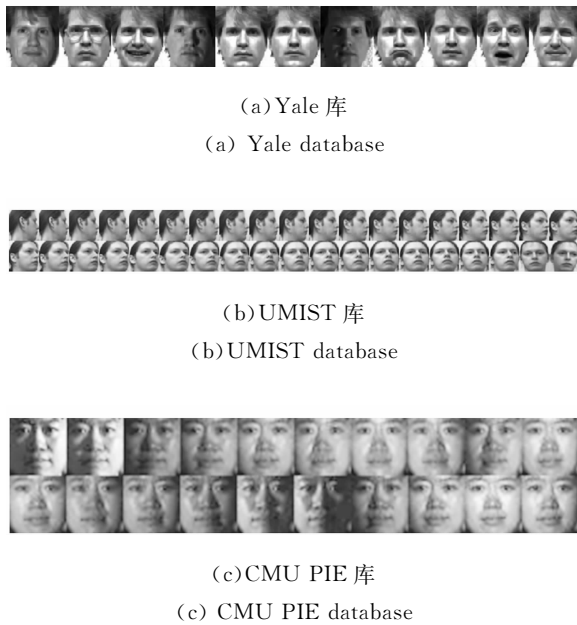 (a)Yale 库
(a) Yale database
(b)UMIST 库
(b)UMIST database
(c)CMU PIE 库
(c) CMU PIE database